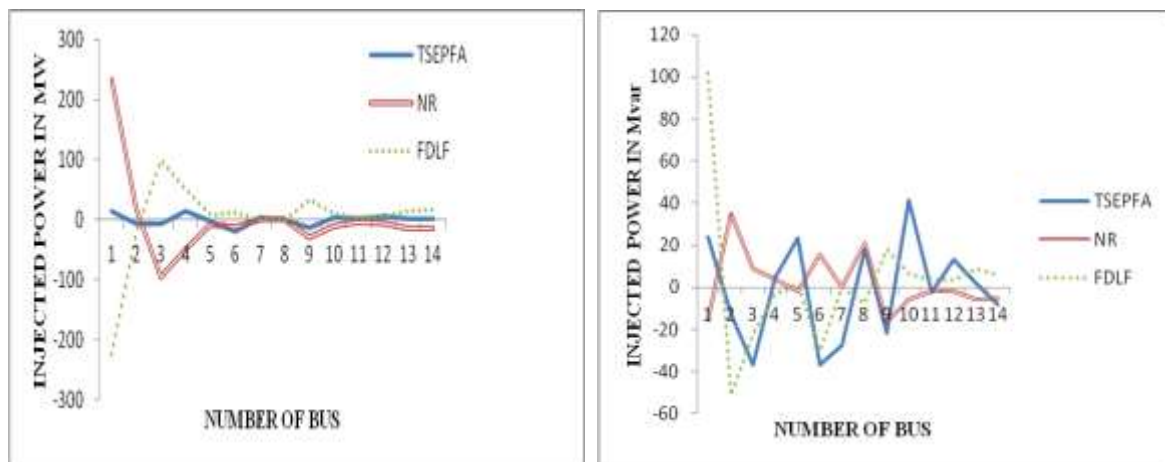 INJECTED POWER IN MW
300
200
100
0
-100
-200
-300
1 2 3 4 5 6 7 8 9 10 11 12 13 14
TSEPFA
NR
FDLF
NUMBER OF BUS
INJECTED POWER IN Mvar
120
100
80
60
40
20
0
-20
-40
-60
1 2 3 4 5 6 7 8 9 10 11 12 13 14
TSEPFA
NR
FDLF
NUMBER OF BUS